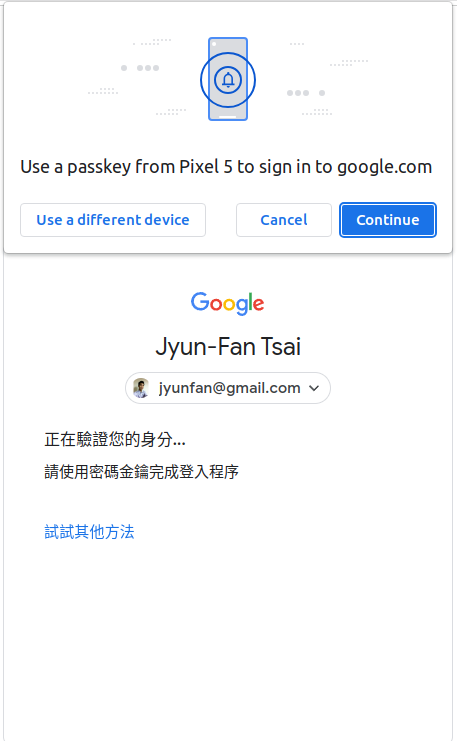 Use a passkey from Pixel 5 to sign in to google.com
Use a different device
Cancel
Continue
Google
Jyun-Fan Tsai
jyunfan@gmail.com
正在驗證您的身分...
請使用密碼金鑰完成登入程序
試試其他方法